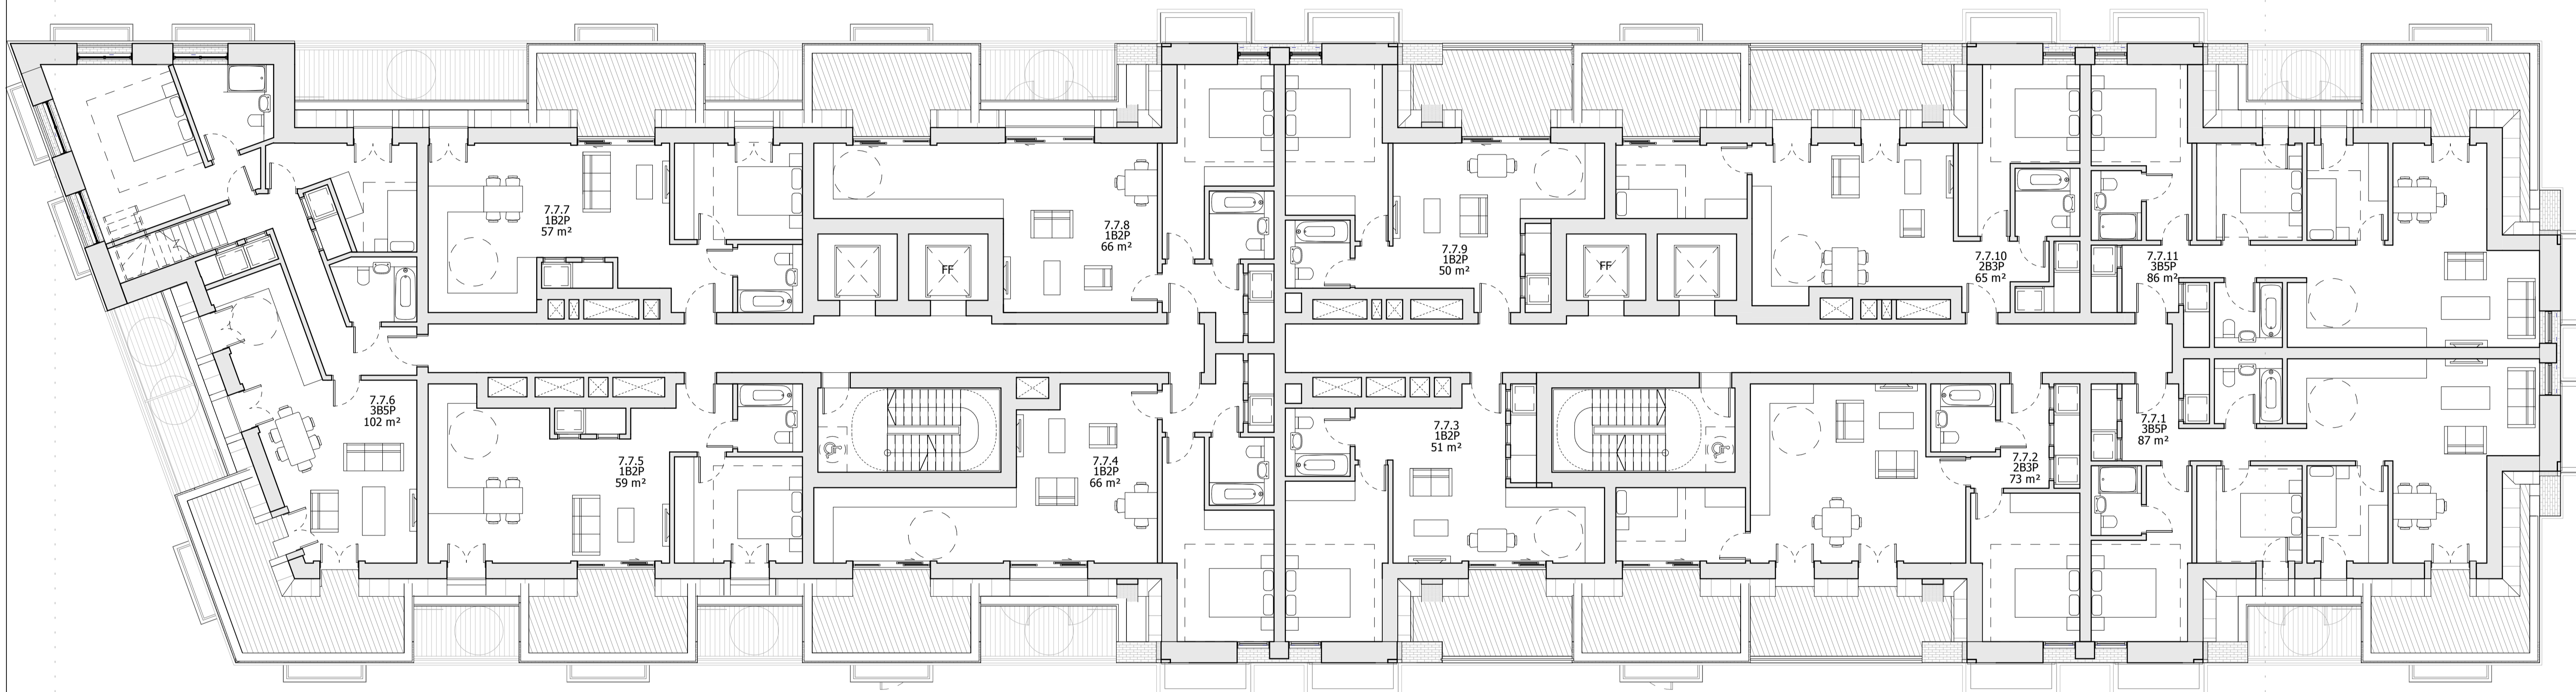 7.7.7
1B2P
57 m²
7.7.8
1B2P
66 m²
7.7.9
1B2P
50 m²
7.7.10
2B3P
65 m²
7.7.11
3B5P
86 m²
FF
FF
7.7.6
3B5P
102 m²
7.7.5
1B2P
59 m²
7.7.4
1B2P
66 m²
7.7.3
1B2P
51 m²
7.7.2
2B3P
73 m²
7.7.1
3B5P
87 m²